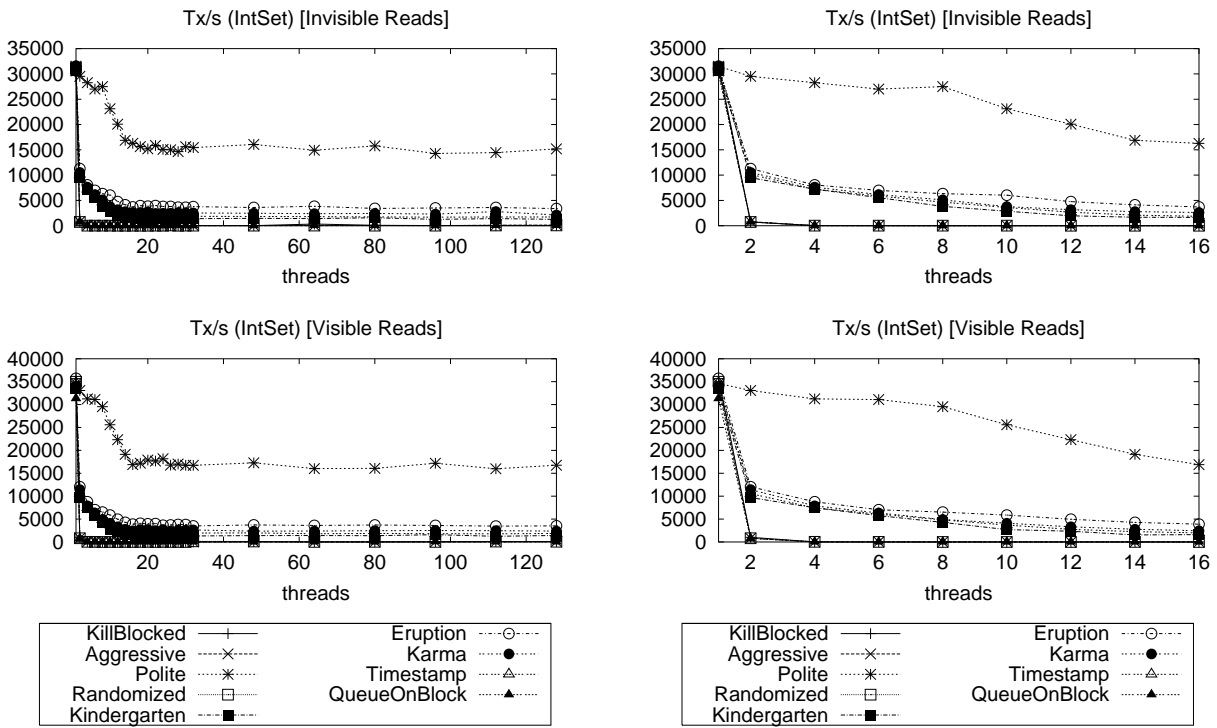 Tx/s (IntSet) [Invisible Reads]
35000
30000
25000
20000
15000
10000
5000
0
20 40 60 80 100 120
threads
Tx/s (IntSet) [Invisible Reads]
35000
30000
25000
20000
15000
10000
5000
0
2 4 6 8 10 12 14 16
threads
Tx/s (IntSet) [Visible Reads]
40000
35000
30000
25000
20000
15000
10000
5000
0
20 40 60 80 100 120
threads
Tx/s (IntSet) [Visible Reads]
40000
35000
30000
25000
20000
15000
10000
5000
0
2 4 6 8 10 12 14 16
threads
KillBlocked
Aggressive
Polite
Randomized
Kindergarten
Eruption
Karma
Timestamp
QueueOnBlock
KillBlocked
Aggressive
Polite
Randomized
Kindergarten
Eruption
Karma
Timestamp
QueueOnBlock